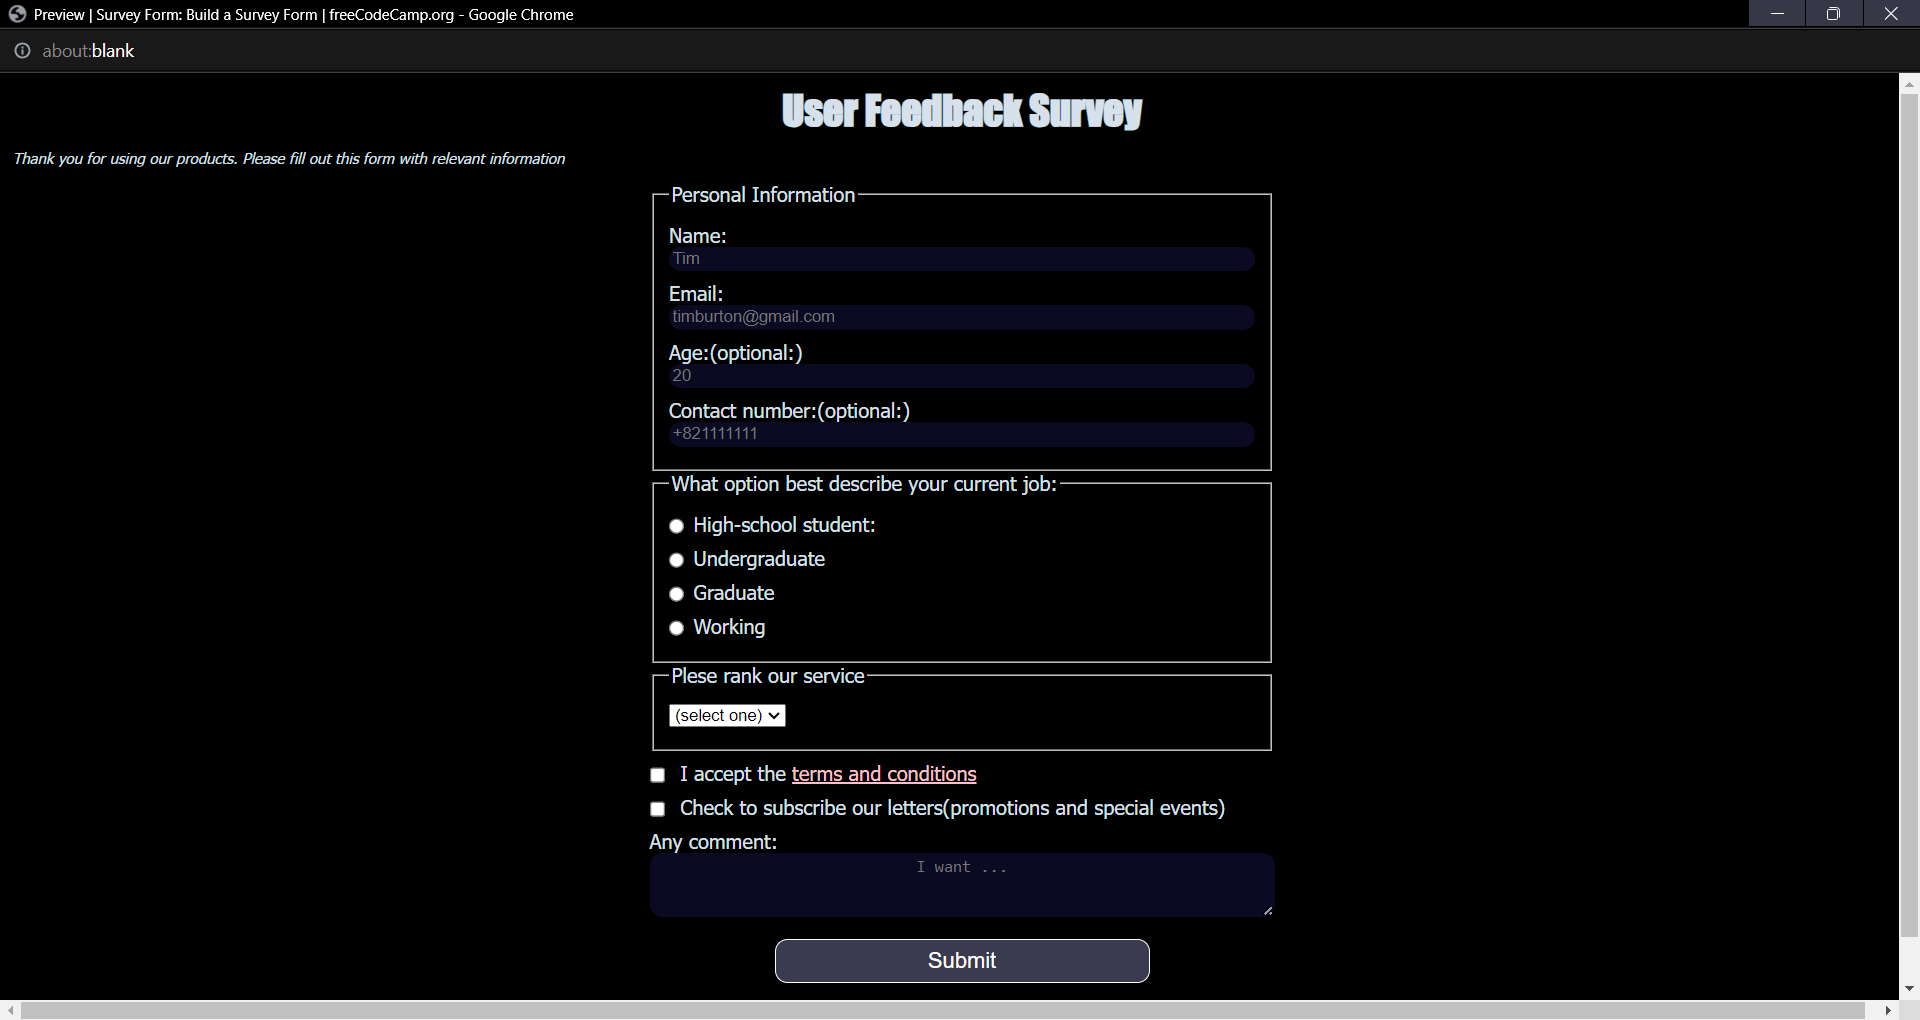 Preview | Survey Form: Build a Survey Form | freeCodeCamp.org - Google Chrome
about:blank
User Feedback Survey
Thank you for using our products. Please fill out this form with relevant information
Personal Information
Name:
Tim
Email:
timburton@gmail.com
Age:(optional:)
20
Contact number:(optional:)
+821111111
What option best describe your current job:
High-school student:
Undergraduate
Graduate
Working
Plese rank our service
(select one)
I accept the terms and conditions
Check to subscribe our letters(promotions and special events)
Any comment:
I want ...
Submit